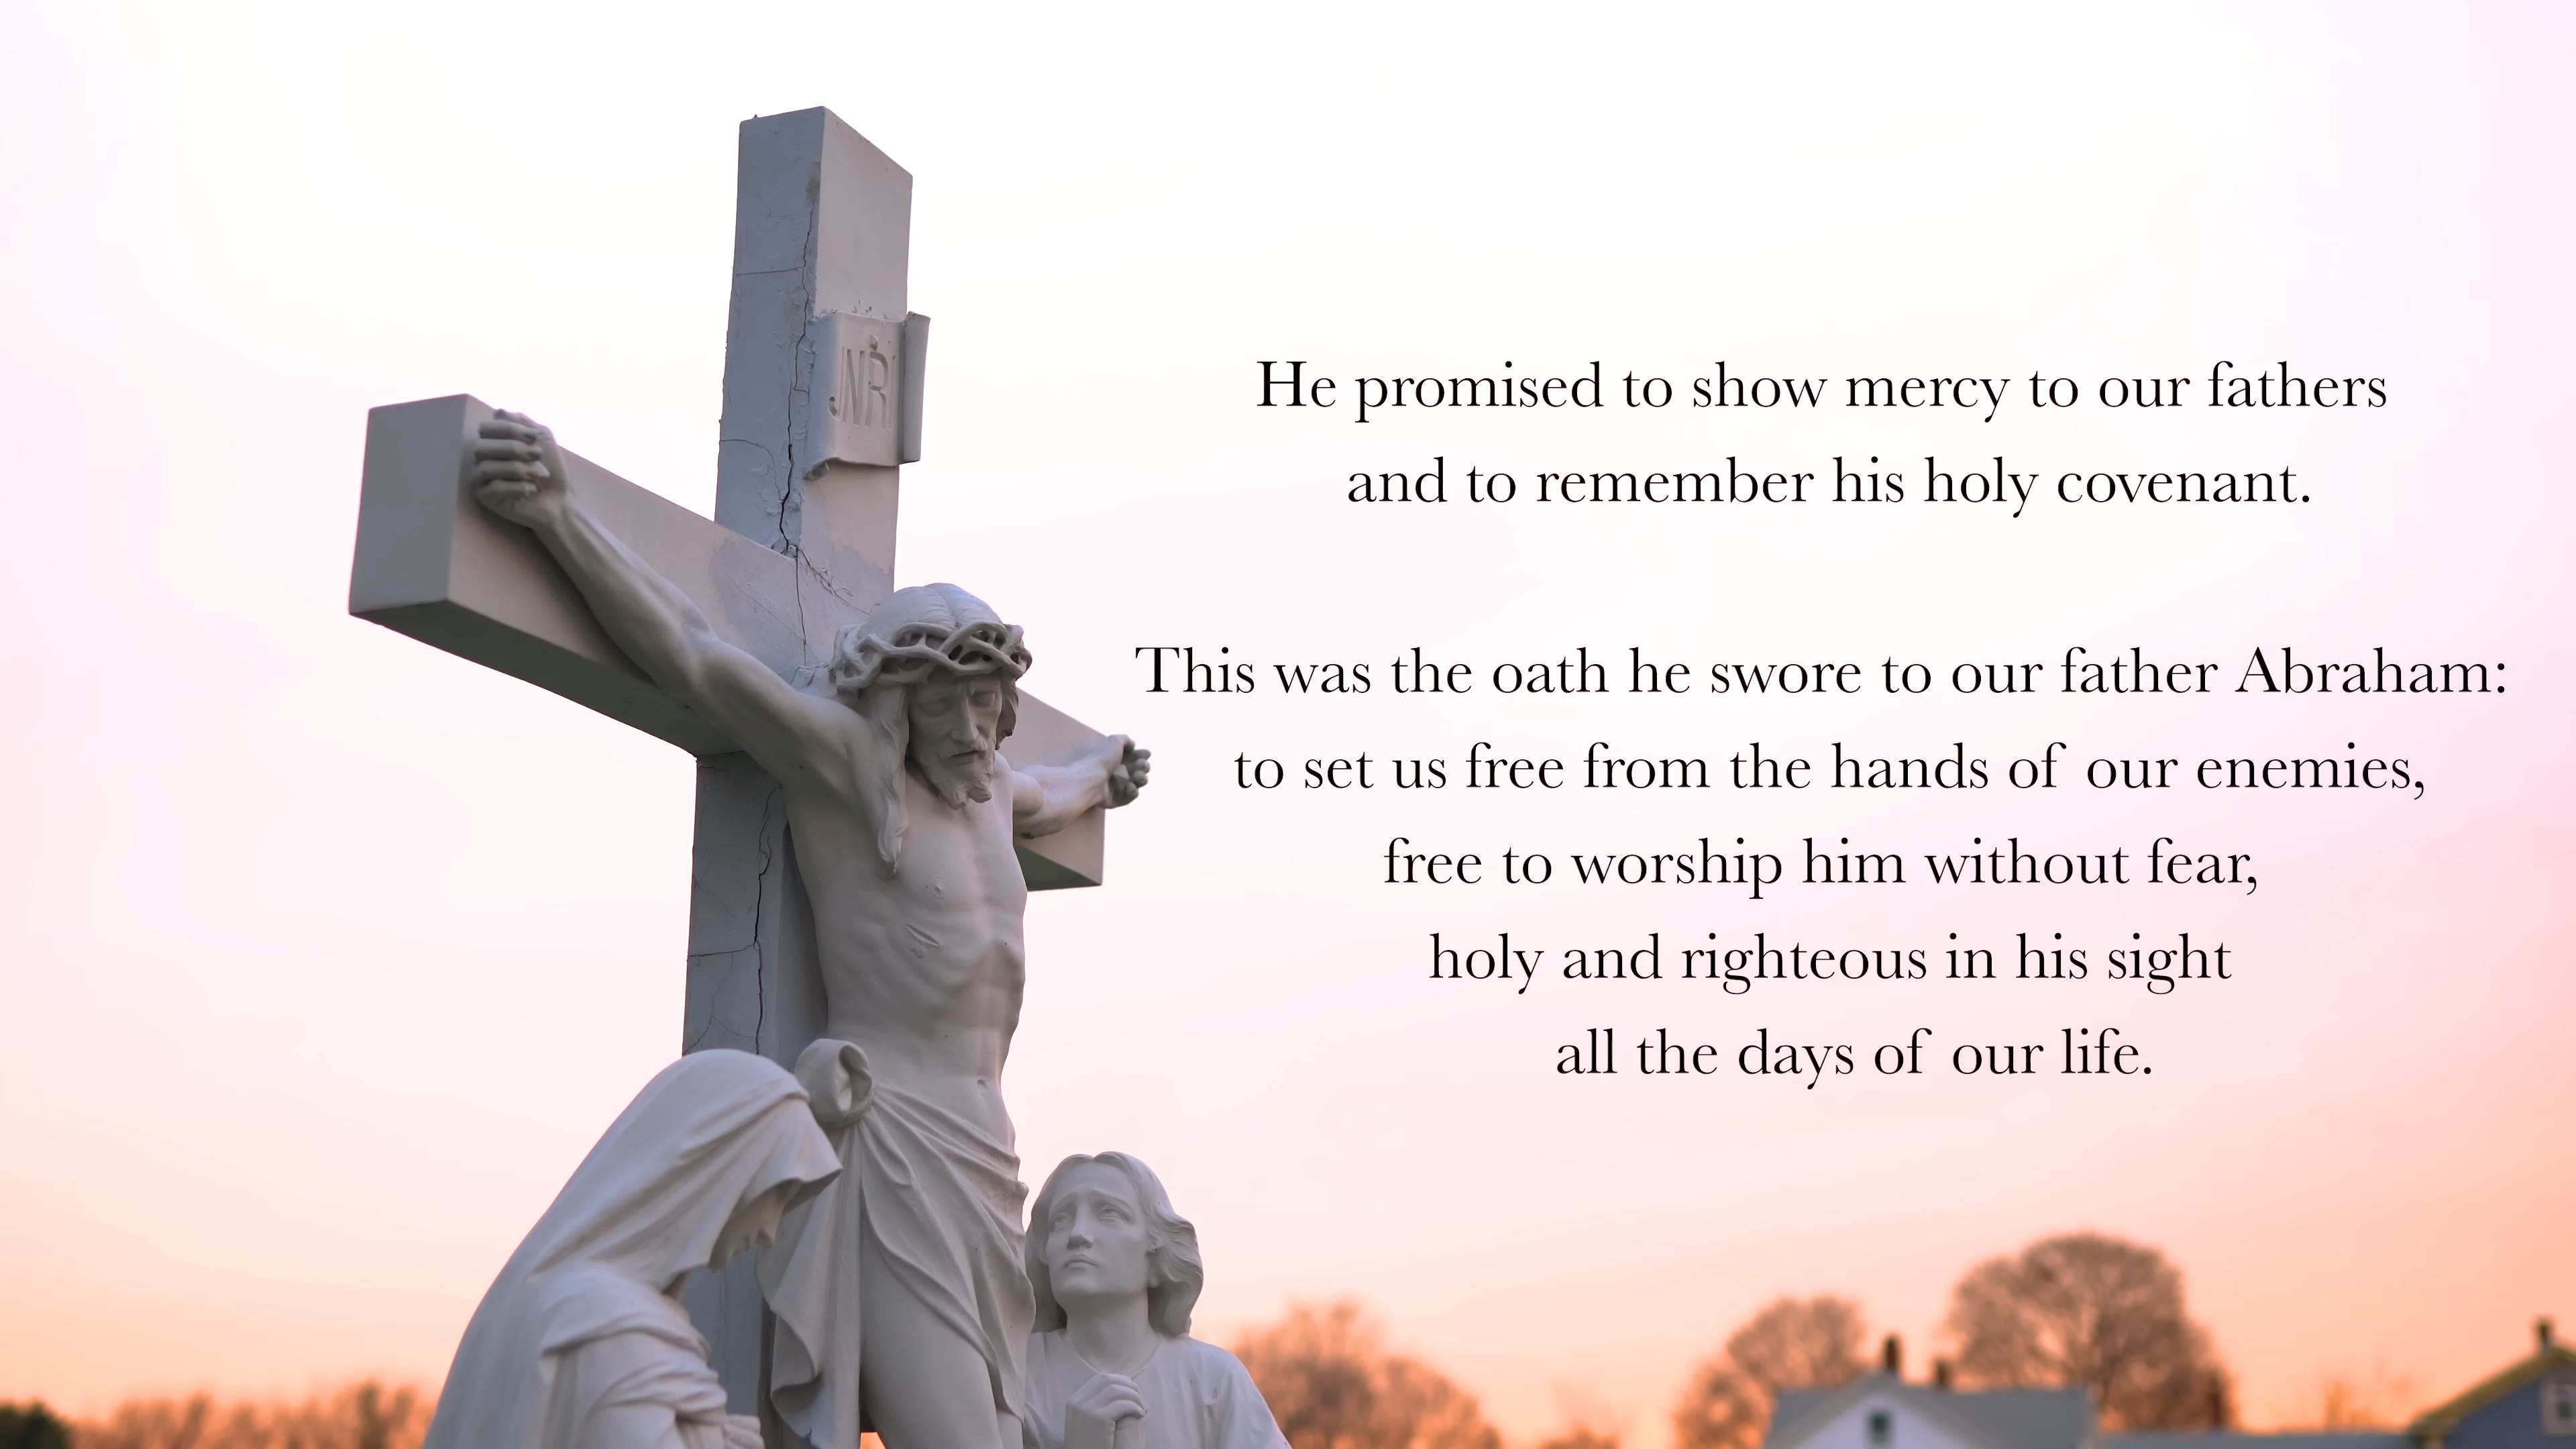 JNRI
He promised to show mercy to our fathers
and to remember his holy covenant.
This was the oath he swore to our father Abraham:
to set us free from the hands of our enemies,
free to worship him without fear,
holy and righteous in his sight
all the days of our life.